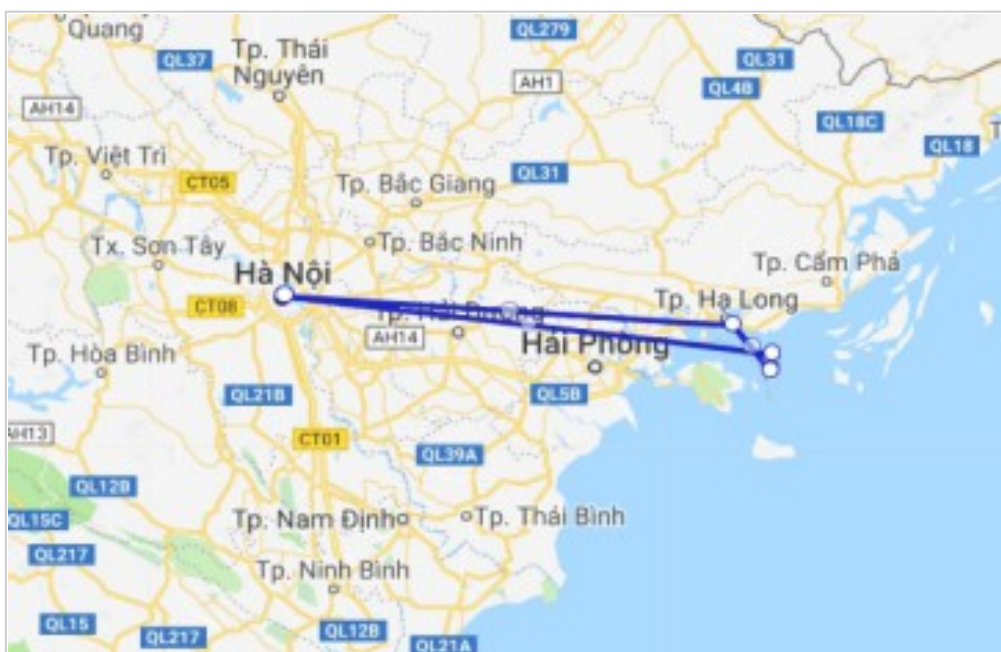 Quang
QL37
Tp. Thái
Nguyên
QL279
QL31
AH1
QL4B
AH14
QL18C
QL18
Tp. Việt Trì
CT05
Tp. Bắc Giang
QL31
Tx. Sơn Tây
Tp. Bắc Ninh
Tp. Cẩm Phả
Hà Nội
CT08
Tp. Hạ Long
AH14
Hải Phòng
Tp. Hòa Bình
QL21B
QL5B
AH13
CT01
QL39A
QL12B
QL15C
Tp. Nam Định
Tp. Thái Bình
QL217
Tp. Ninh Bình
QL15
QL217
QL12B
QL21A